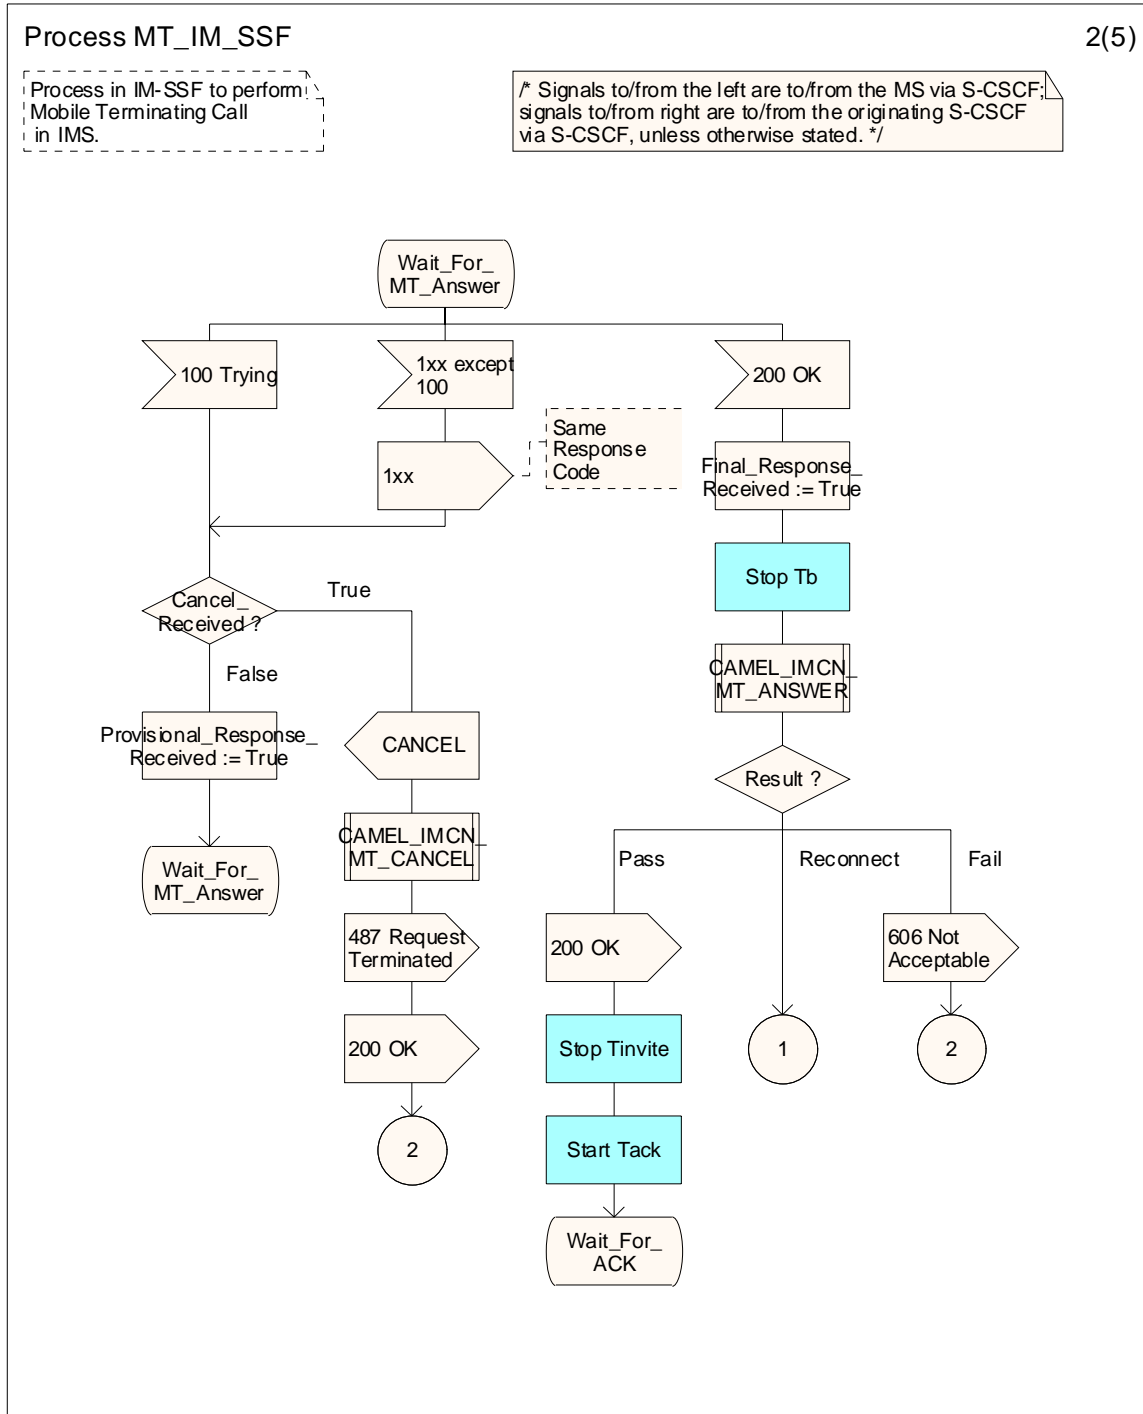 Process MT_IM_SSF
2(5)
Process in IM-SSF to perform
Mobile Terminating Call
in IMS.
/* Signals to/from the left are to/from the MS via S-CSCF;
signals to/from right are to/from the originating S-CSCF
via S-CSCF, unless otherwise stated. */
Wait_For_
MT_Answer
100 Trying
1xx except
100
200 OK
1xx
Same
Response
Code
Final_Response_
Received := True
Stop Tb
Cancel_
Received ?
True
False
CAMEL_IMCN_
MT_ANSWER
Provisional_Response_
Received := True
CANCEL
Result ?
CAMEL_IMCN_
MT_CANCEL
Pass
Reconnect
Fail
Wait_For_
MT_Answer
487 Request
Terminated
200 OK
606 Not
Acceptable
200 OK
Stop Tinvite
1
2
2
Start Tack
Wait_For_
ACK